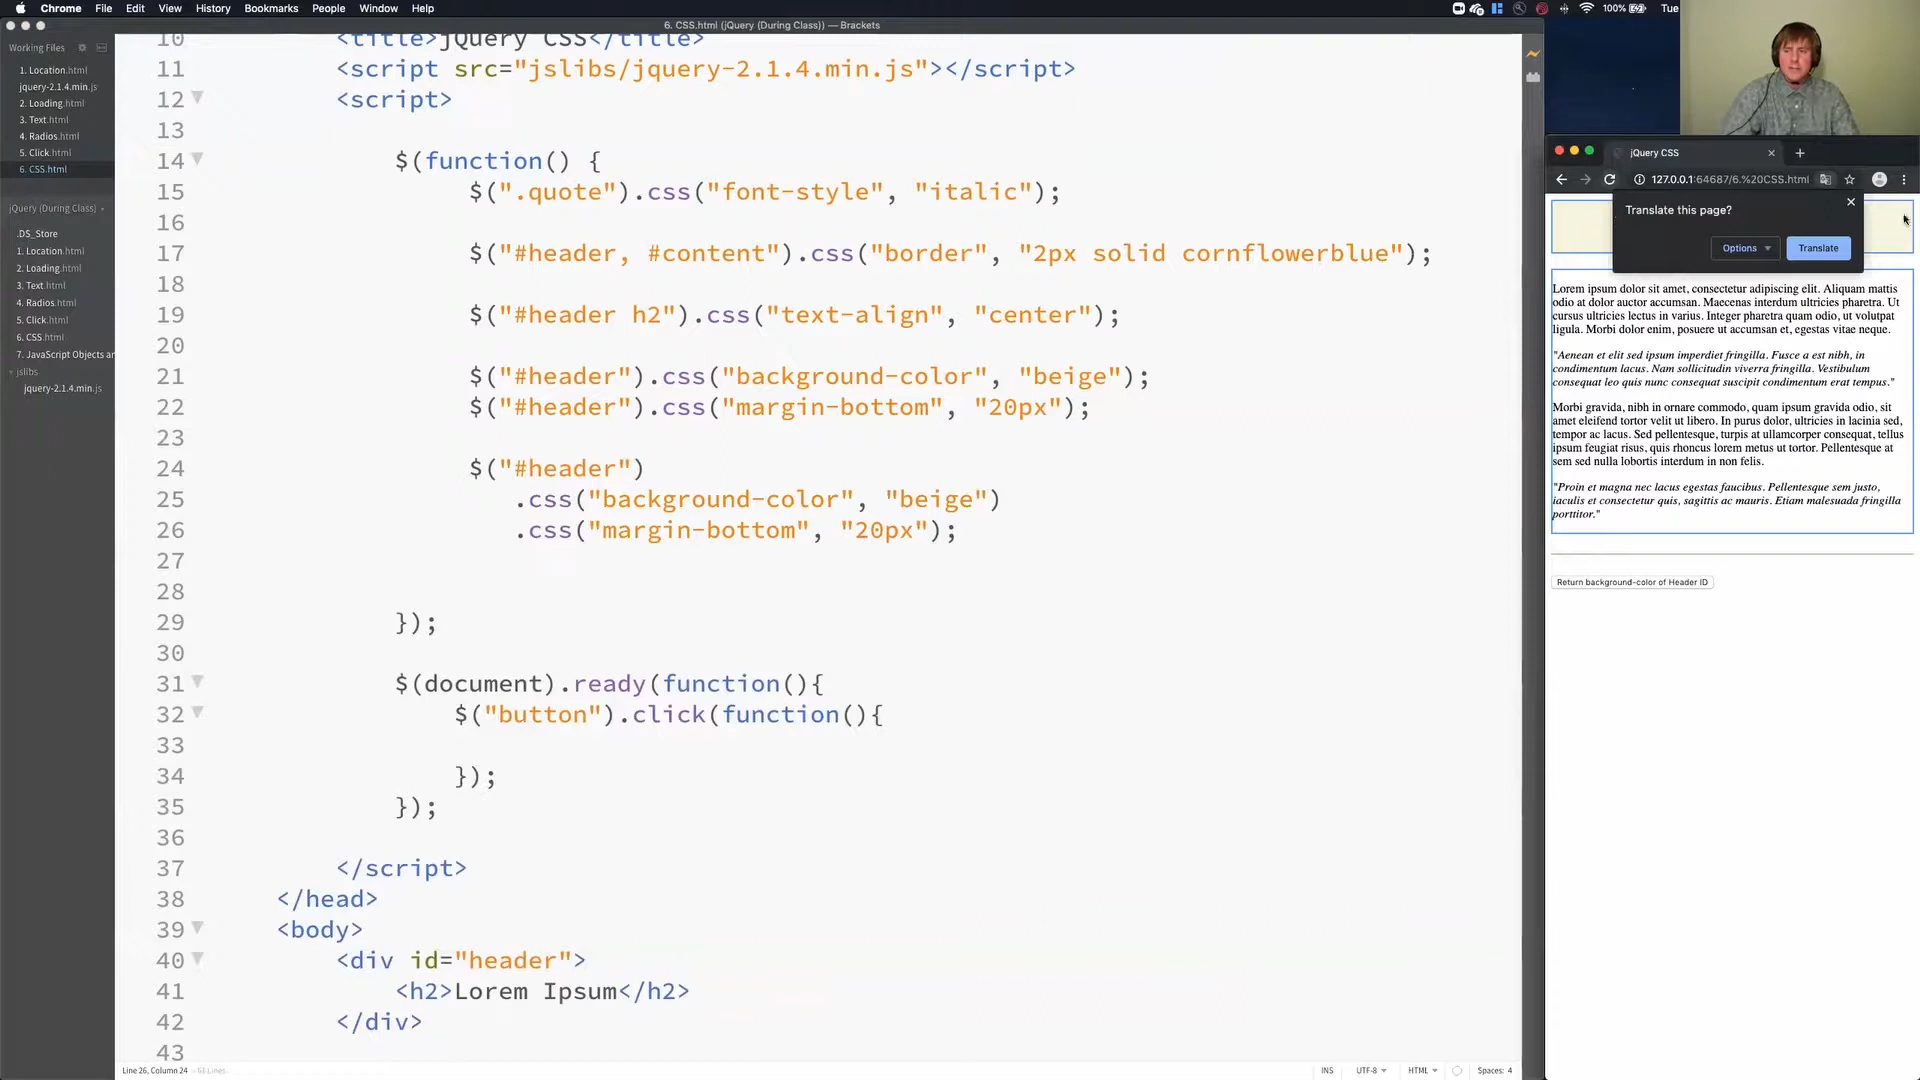 Chrome File Edit View History Bookmarks People Window Help
100% Tue
6. CSS.html (jQuery (During Class)) — Brackets
Working Files
1. Location.html
jquery-2.1.4.min.js
2. Loading.html
3. Text.html
4. Radios.html
5. Click.html
6. CSS.html
jQuery (During Class)
.DS_Store
1. Location.html
2. Loading.html
3. Text.html
4. Radios.html
5. Click.html
6. CSS.html
7. JavaScript Objects an
jslibs
jquery-2.1.4.min.js
10 <title>jQuery CSS</title>
11 <script src="jslibs/jquery-2.1.4.min.js"></script>
12 <script>
13
14 $(function() {
15 $(".quote").css("font-style", "italic");
16
17 $("#header, #content").css("border", "2px solid cornflowerblue");
18
19 $("#header h2").css("text-align", "center");
20
21 $("#header").css("background-color", "beige");
22 $("#header").css("margin-bottom", "20px");
23
24 $("#header")
25 .css("background-color", "beige")
26 .css("margin-bottom", "20px");
27
28
29 });
30
31 $(document).ready(function(){
32 $("button").click(function(){
33
34 });
35 });
36
37 </script>
38 </head>
39 <body>
40 <div id="header">
41 <h2>Lorem Ipsum</h2>
42 </div>
43
Line 26, Column 24 — 61 Lines
INS UTF-8 HTML Spaces: 4
jQuery CSS
127.0.0.1:64687/6.%20CSS.html
Translate this page?
Options Translate
Lorem ipsum dolor sit amet, consectetur adipiscing elit. Aliquam mattis
odio at dolor auctor accumsan. Maecenas interdum ultricies pharetra. Ut
cursus ultricies lectus in varius. Integer pharetra quam odio, ut volutpat
ligula. Morbi dolor enim, posuere ut accumsan et, egestas vitae neque.
"Aenean et elit sed ipsum imperdiet fringilla. Fusce a est nibh, in
condimentum lacus. Nam sollicitudin viverra fringilla. Vestibulum
consequat leo quis nunc consequat suscipit condimentum erat tempus."
Morbi gravida, nibh in ornare commodo, quam ipsum gravida odio, sit
amet eleifend tortor velit ut libero. In purus dolor, ultricies in lacinia sed,
tempor ac lacus. Sed pellentesque, turpis at ullamcorper consequat, tellus
ipsum feugiat risus, quis rhoncus lorem metus ut tortor. Pellentesque at
sem sed nulla lobortis interdum in non felis.
"Proin et magna nec lacus egestas faucibus. Pellentesque sem justo,
iaculis et consectetur quis, sagittis ac mauris. Etiam malesuada fringilla
porttitor."
Return background-color of Header ID